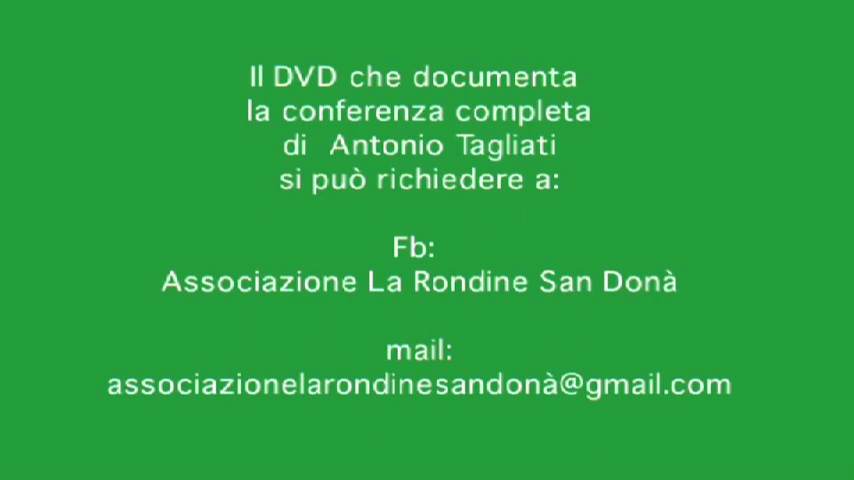 Il DVD che documenta
la conferenza completa
di Antonio Tagliati
si può richiedere a:
Fb:
Associazione La Rondine San Donà
mail:
associazionelarondinesandonà@gmail.com